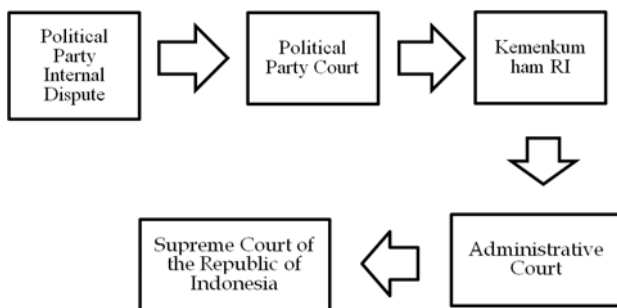 Political
Party
Internal
Dispute
Political
Party Court
Kemenkum
ham RI
Supreme Court of
the Republic of
Indonesia
Administrative
Court